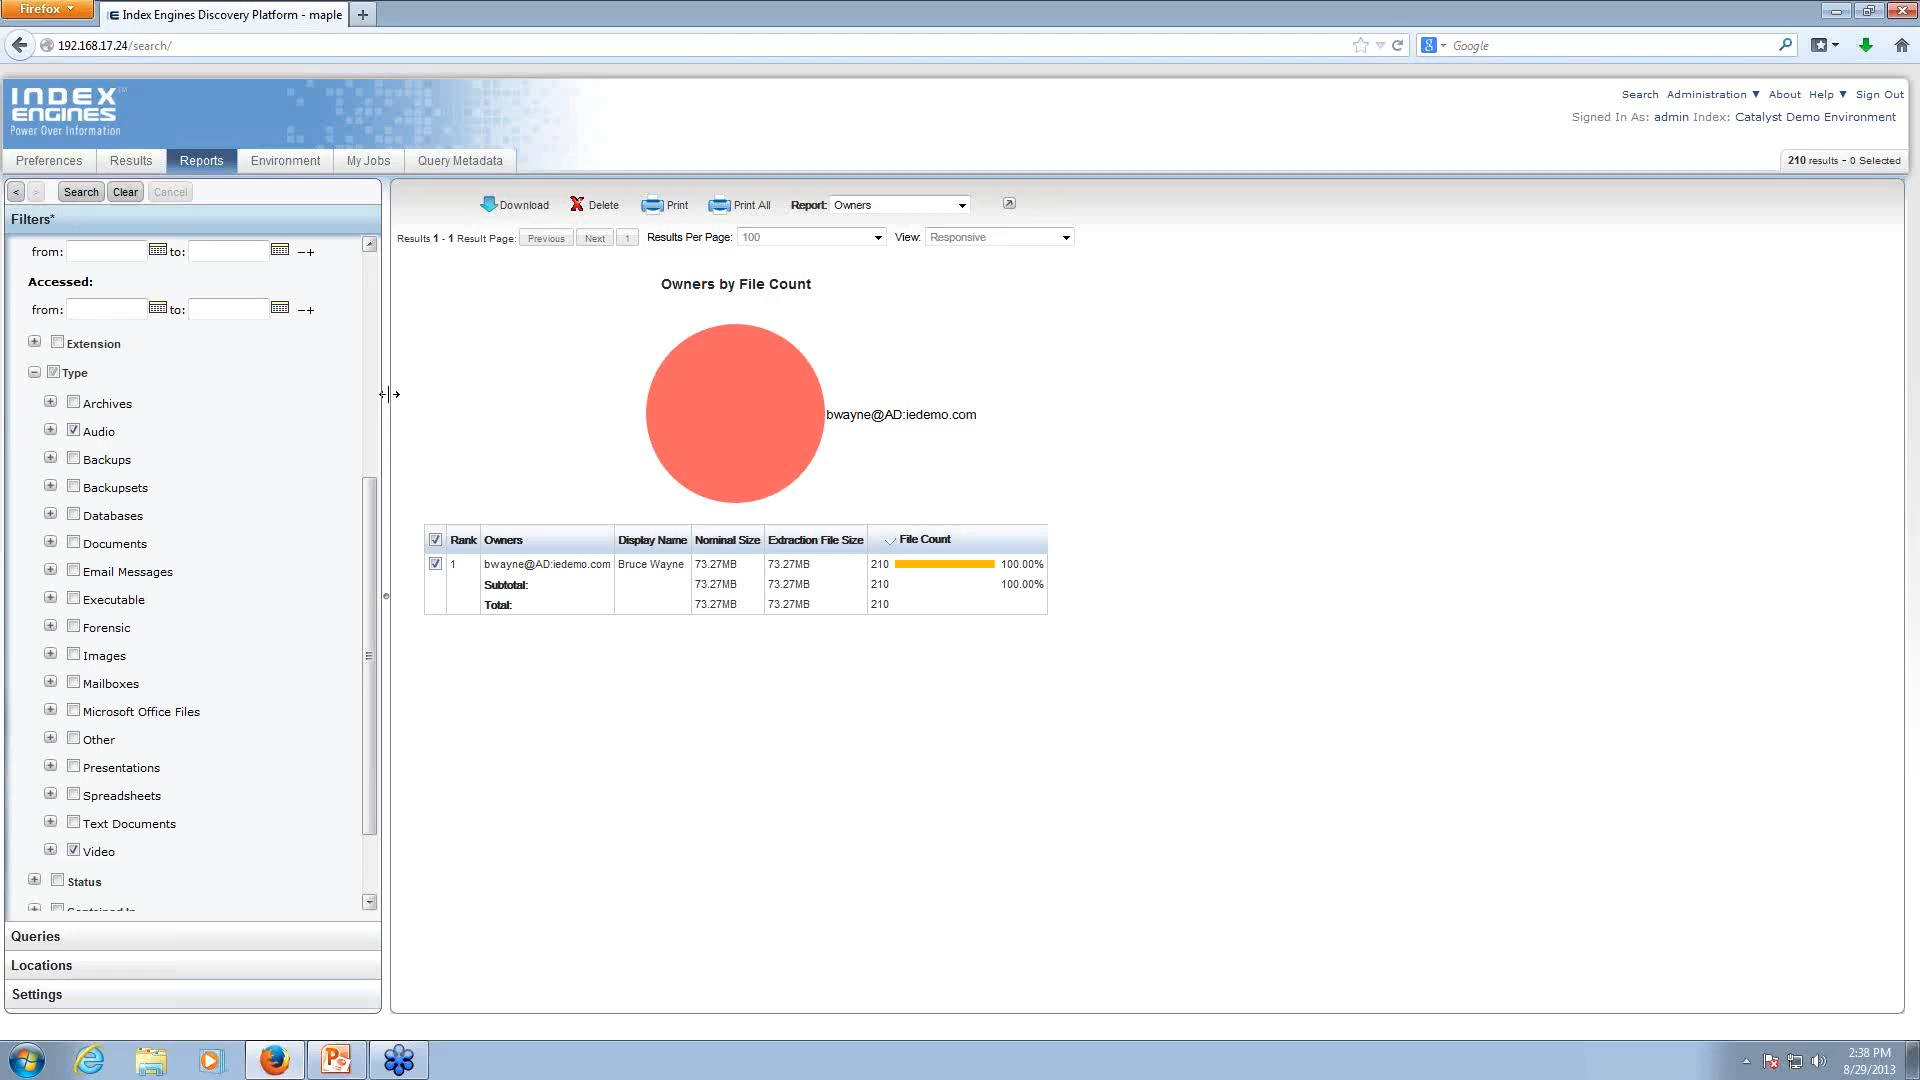 Firefox
Index Engines Discovery Platform - maple
192.168.17.24/search/
Google
INDEX
ENGINES
Power Over Information
Search Administration ▼ About Help ▼ Sign Out
Signed In As: admin Index: Catalyst Demo Environment
Preferences Results Reports Environment My Jobs Query Metadata
210 results - 0 Selected
< > Search Clear Cancel
Filters*
from: to: –+
Accessed:
from: to: –+
Extension
Type
Archives
Audio
Backups
Backupsets
Databases
Documents
Email Messages
Executable
Forensic
Images
Mailboxes
Microsoft Office Files
Other
Presentations
Spreadsheets
Text Documents
Video
Status
Contained In
Queries
Locations
Settings
Download Delete Print Print All Report: Owners
Results 1 - 1 Result Page: Previous Next 1 Results Per Page: 100 View: Responsive
Owners by File Count
bwayne@AD:iedemo.com
Rank Owners Display Name Nominal Size Extraction File Size File Count
1 bwayne@AD:iedemo.com Bruce Wayne 73.27MB 73.27MB 210 100.00%
Subtotal: 73.27MB 73.27MB 210 100.00%
Total: 73.27MB 73.27MB 210
2:38 PM
8/29/2013